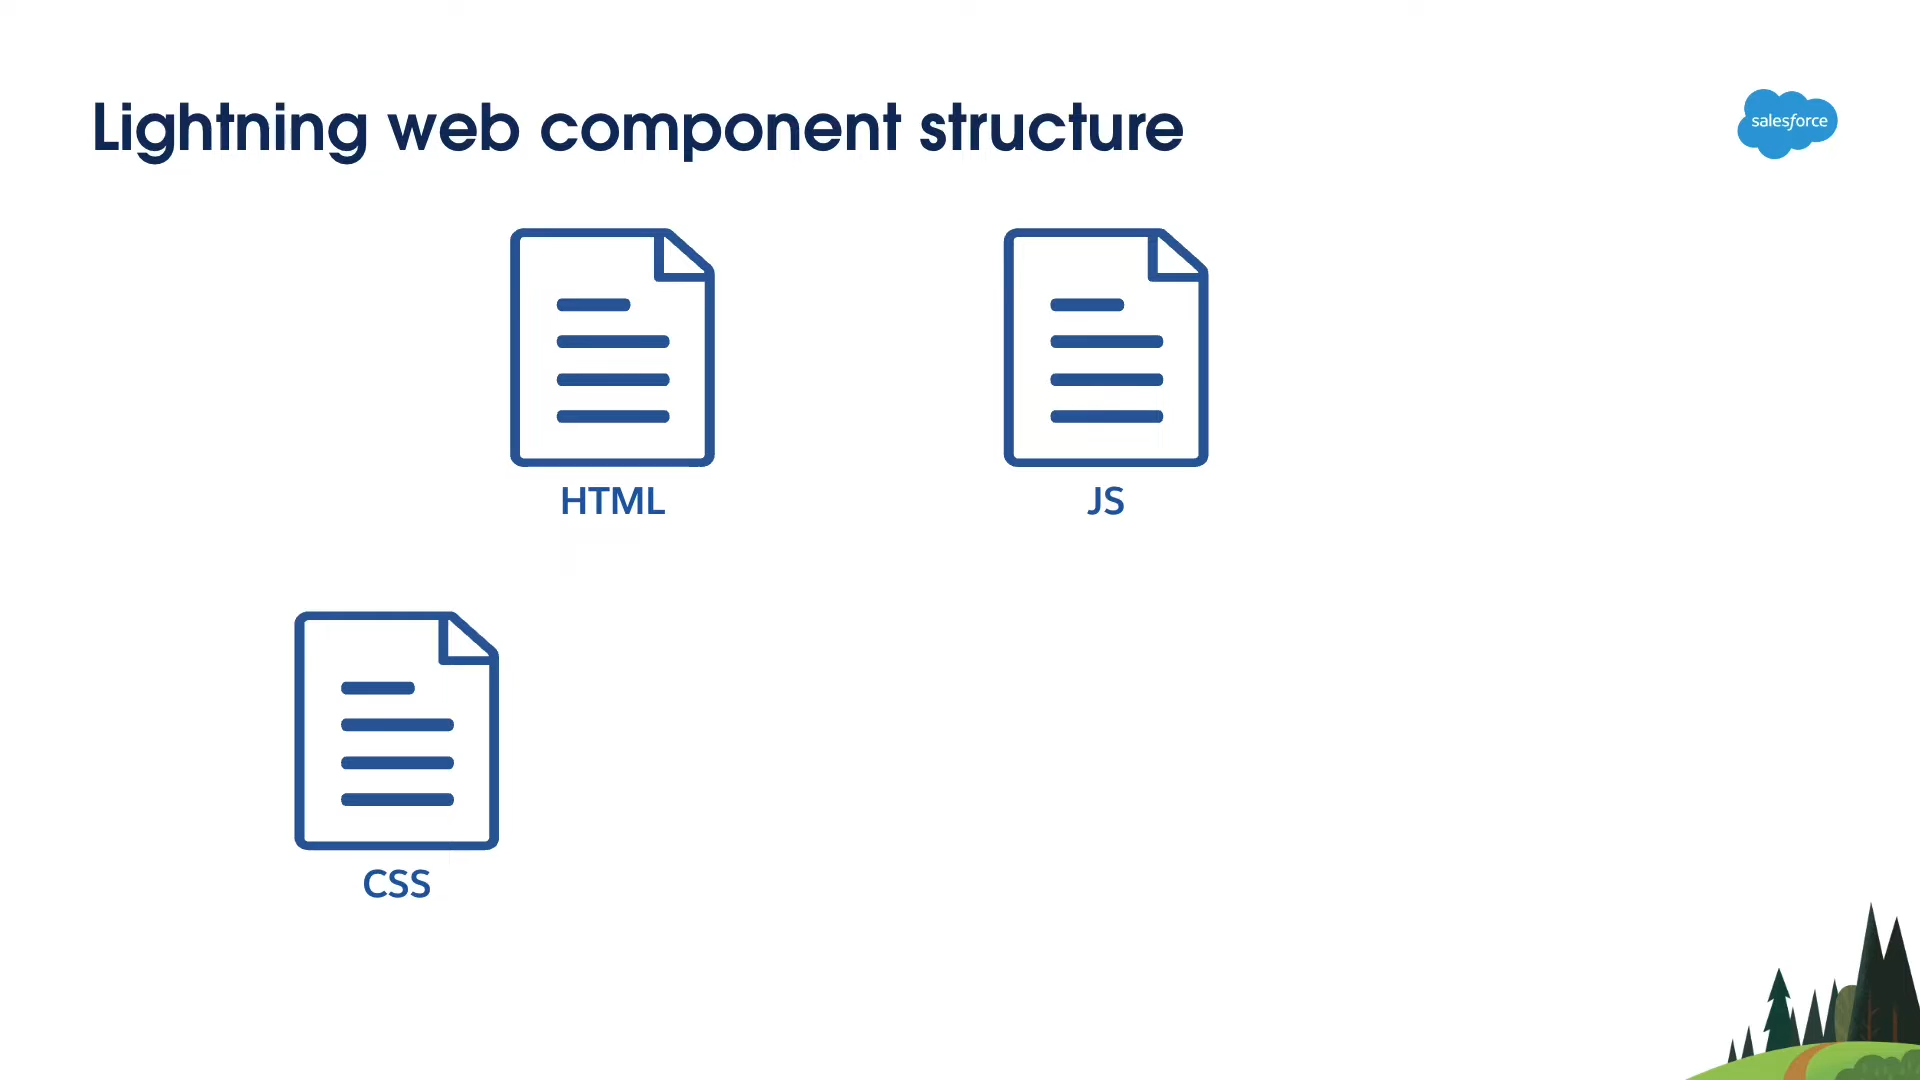 Lightning web component structure
salesforce
HTML
JS
CSS